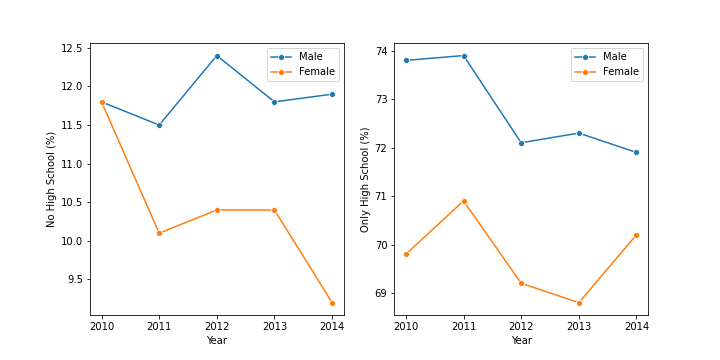 12.5
12.0
11.5
11.0
10.5
10.0
9.5
No High School (%)
2010 2011 2012 2013 2014
Year
Male
Female
74
73
72
71
70
69
Only High School (%)
2010 2011 2012 2013 2014
Year
Male
Female